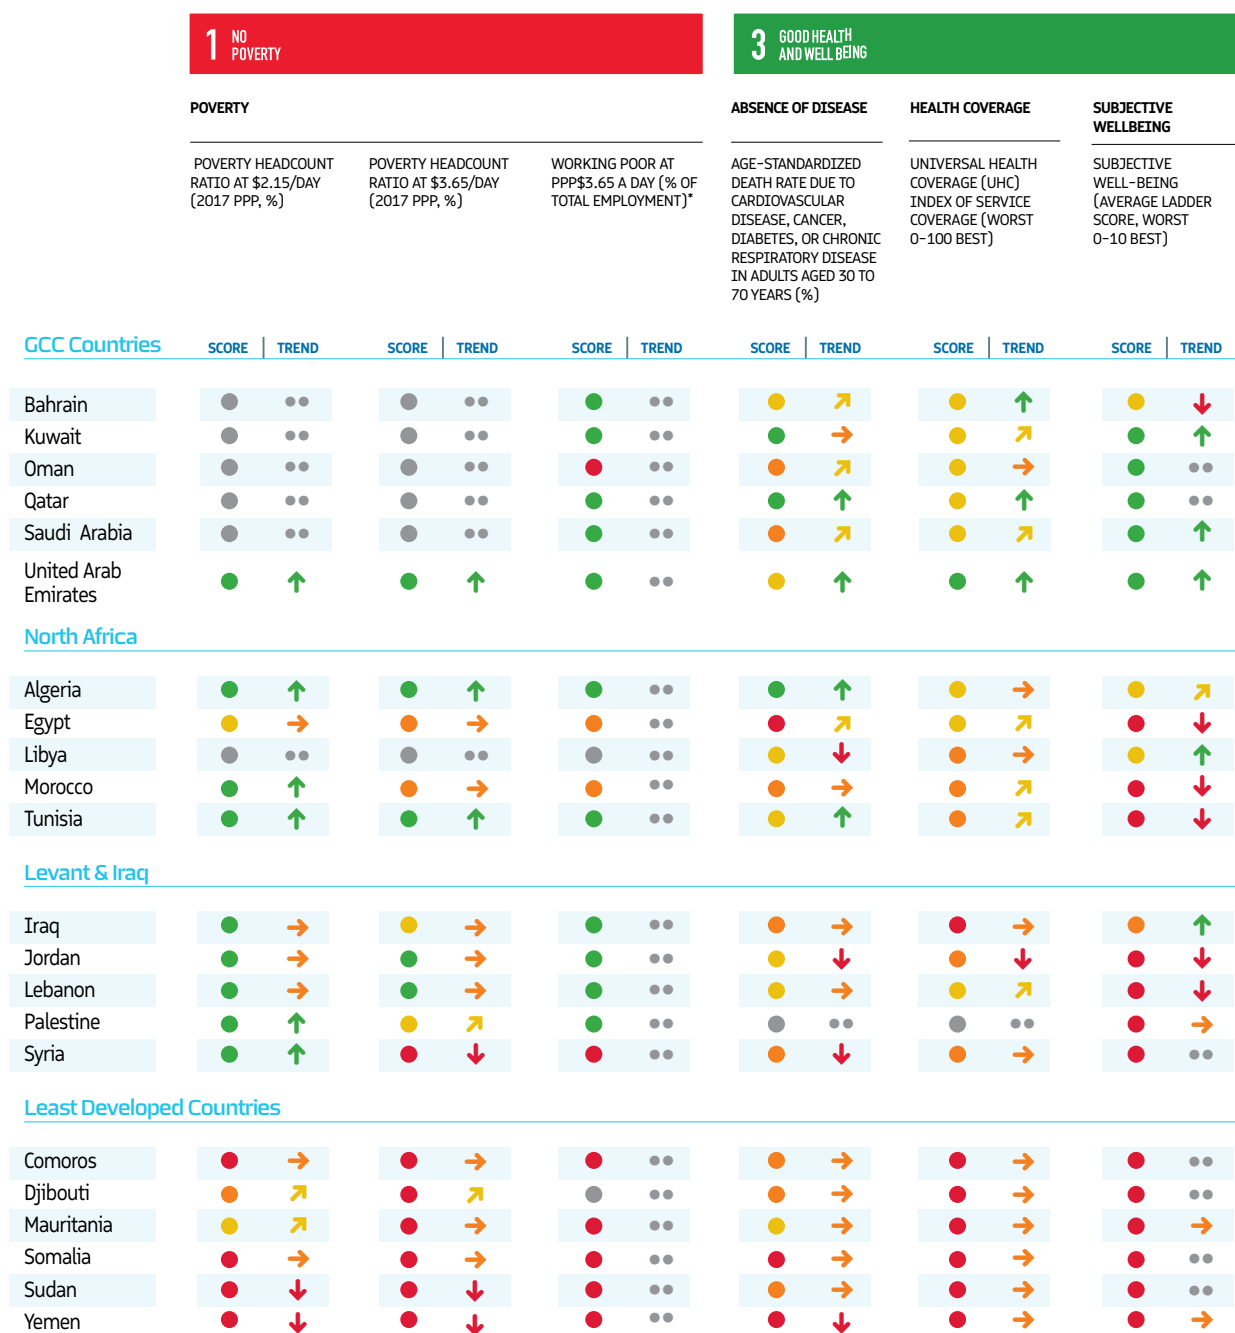 1 NO POVERTY
3 GOOD HEALTH AND WELL BEING
POVERTY
ABSENCE OF DISEASE
HEALTH COVERAGE
SUBJECTIVE
WELLBEING
POVERTY HEADCOUNT
RATIO AT $2.15/DAY
(2017 PPP, %)
POVERTY HEADCOUNT
RATIO AT $3.65/DAY
(2017 PPP, %)
WORKING POOR AT
PPP$3.65 A DAY (% OF
TOTAL EMPLOYMENT)*
AGE-STANDARDIZED
DEATH RATE DUE TO
CARDIOVASCULAR
DISEASE, CANCER,
DIABETES, OR CHRONIC
RESPIRATORY DISEASE
IN ADULTS AGED 30 TO
70 YEARS (%)
UNIVERSAL HEALTH
COVERAGE (UHC)
INDEX OF SERVICE
COVERAGE (WORST
0-100 BEST)
SUBJECTIVE
WELL-BEING
(AVERAGE LADDER
SCORE, WORST
0-10 BEST)
GCC Countries SCORE TREND SCORE TREND SCORE TREND SCORE TREND SCORE TREND SCORE TREND
Bahrain
Kuwait
Oman
Qatar
Saudi Arabia
United Arab
Emirates
North Africa
Algeria
Egypt
Libya
Morocco
Tunisia
Levant & Iraq
Iraq
Jordan
Lebanon
Palestine
Syria
Least Developed Countries
Comoros
Djibouti
Mauritania
Somalia
Sudan
Yemen